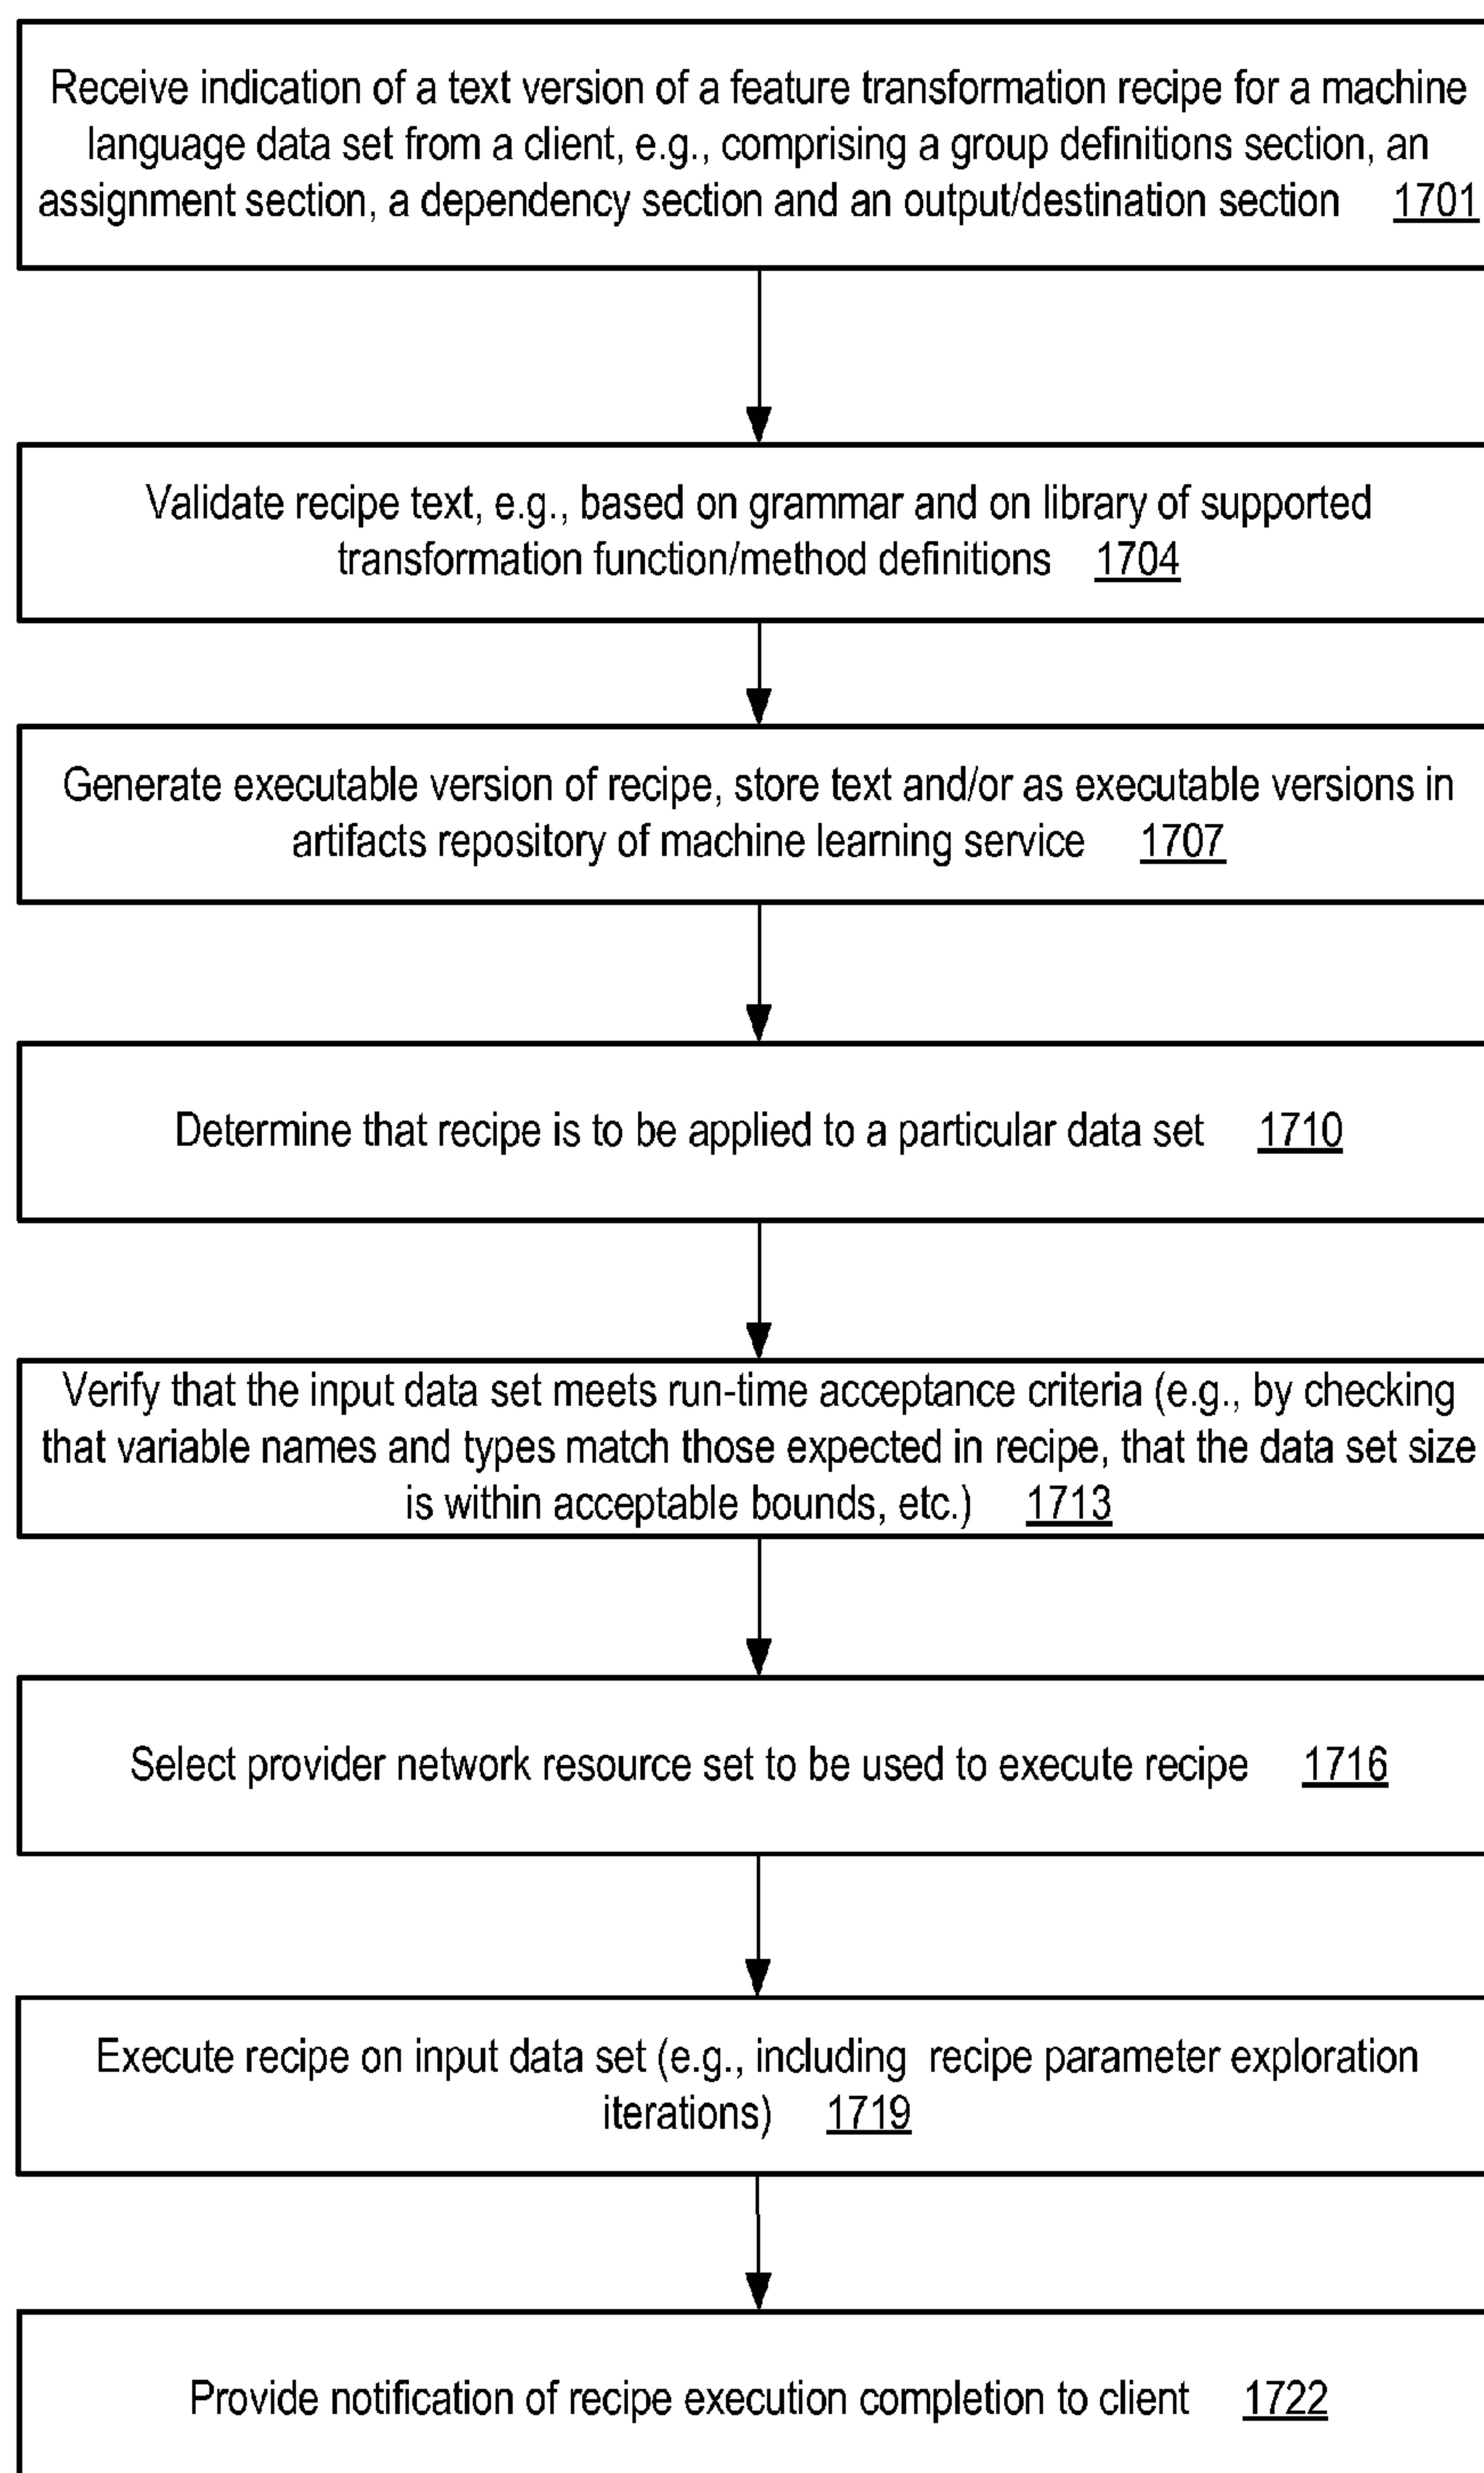 Receive indication of a text version of a feature transformation recipe for a machine
language data set from a client, e.g., comprising a group definitions section, an
assignment section, a dependency section and an output/destination section 1701
Validate recipe text, e.g., based on grammar and on library of supported
transformation function/method definitions 1704
Generate executable version of recipe, store text and/or as executable versions in
artifacts repository of machine learning service 1707
Determine that recipe is to be applied to a particular data set 1710
Verify that the input data set meets run-time acceptance criteria (e.g., by checking
that variable names and types match those expected in recipe, that the data set size
is within acceptable bounds, etc.) 1713
Select provider network resource set to be used to execute recipe 1716
Execute recipe on input data set (e.g., including recipe parameter exploration
iterations) 1719
Provide notification of recipe execution completion to client 1722